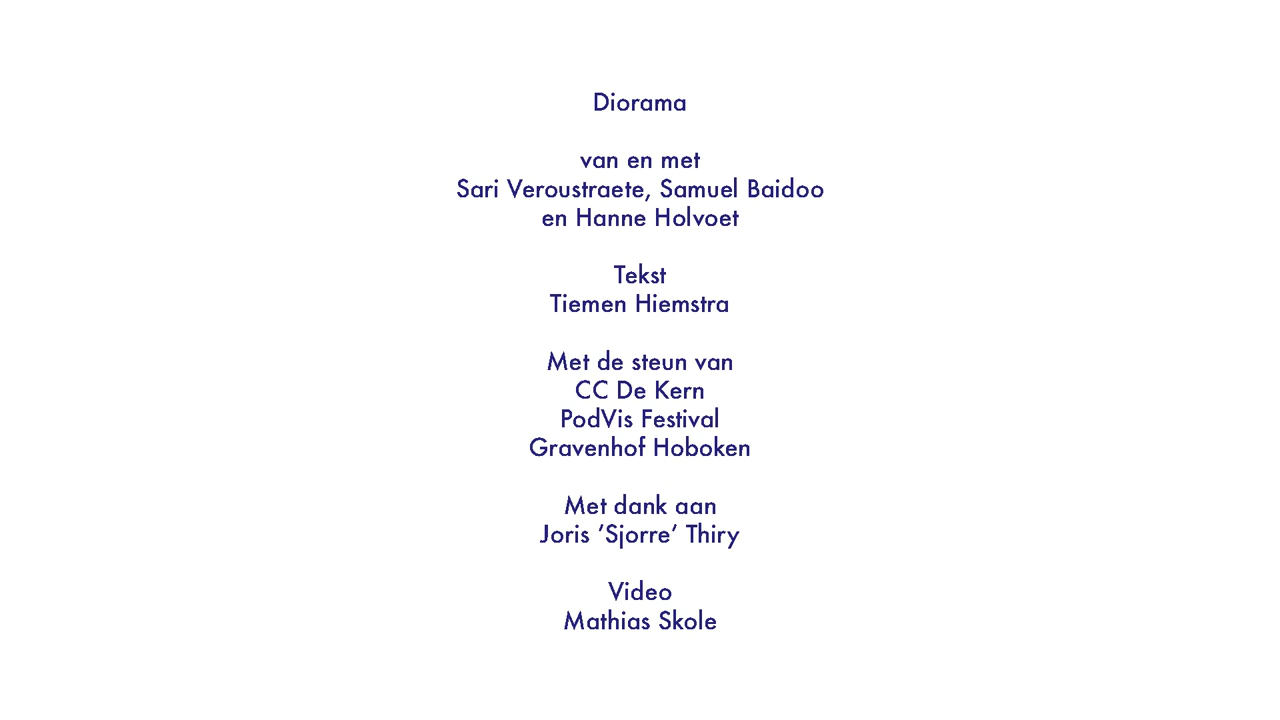 Diorama
van en met
Sari Veroustraete, Samuel Baidoo
en Hanne Holvoet
Tekst
Tiemen Hiemstra
Met de steun van
CC De Kern
PodVis Festival
Gravenhof Hoboken
Met dank aan
Joris ’Sjorre’ Thiry
Video
Mathias Skole